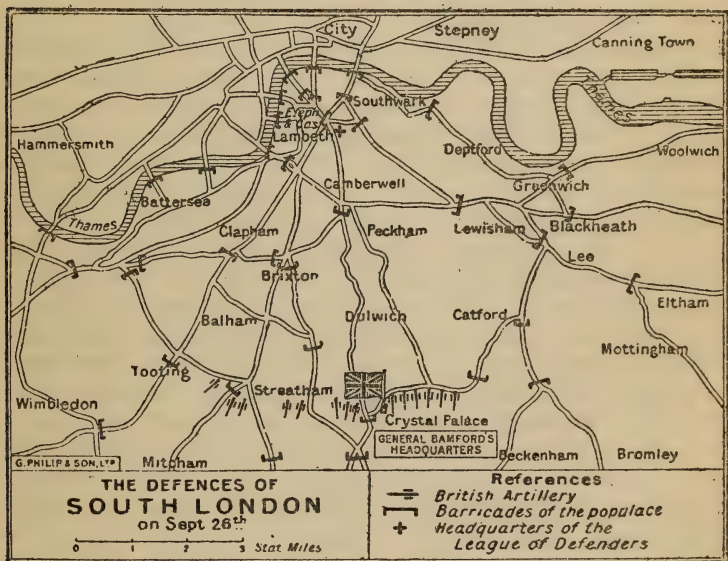 City
Stepney
Canning Town
Southwark
Thames
Eleph
& Cas.
Lambeth
Hammersmith
Deptford
Woolwich
Greenwich
Battersea
Camberwell
Thames
Clapham
Peckham
Lewisham
Blackheath
Brixton
Lee
Eltham
Balham
Dulwich
Catford
Mottingham
Tooting
Streatham
Wimbledon
Crystal Palace
GENERAL BAMFORD'S
HEADQUARTERS
Mitcham
Beckenham
Bromley
G. PHILIP & SON, LTD
THE DEFENCES OF
SOUTH LONDON
on Sept 26th
0 1 2 3 Stat Miles
References
British Artillery
Barricades of the populace
Headquarters of the
League of Defenders